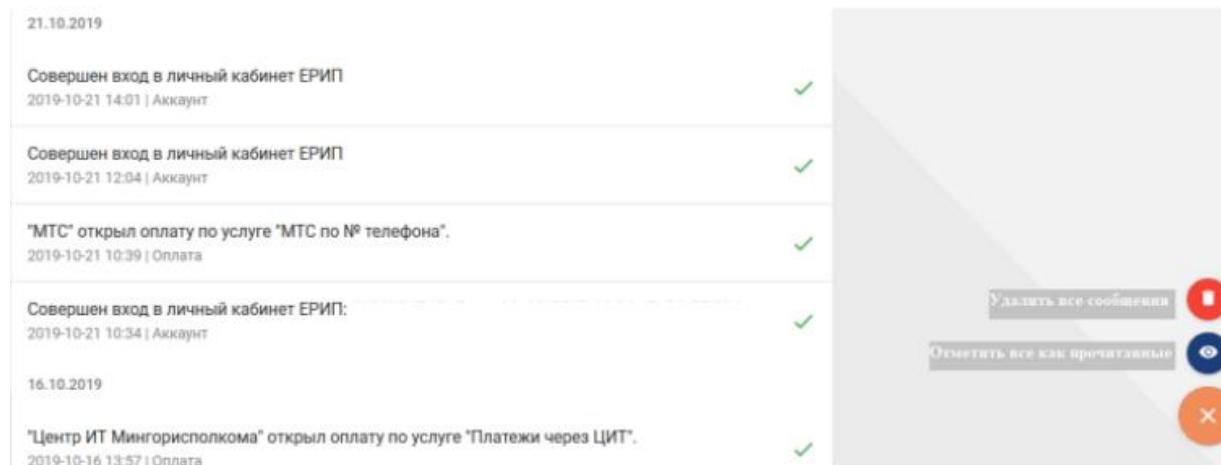 21.10.2019
Совершен вход в личный кабинет ЕРИП
2019-10-21 14:01 | Аккаунт
Совершен вход в личный кабинет ЕРИП
2019-10-21 12:04 | Аккаунт
"МТС" открыл оплату по услуге "МТС по № телефона".
2019-10-21 10:39 | Оплата
Совершен вход в личный кабинет ЕРИП:
2019-10-21 10:34 | Аккаунт
Удалить все сообщения
Отметить все как прочитанные
16.10.2019
"Центр ИТ Мингорисполкома" открыл оплату по услуге "Платежи через ЦИТ".
2019-10-16 13:57 | Оплата